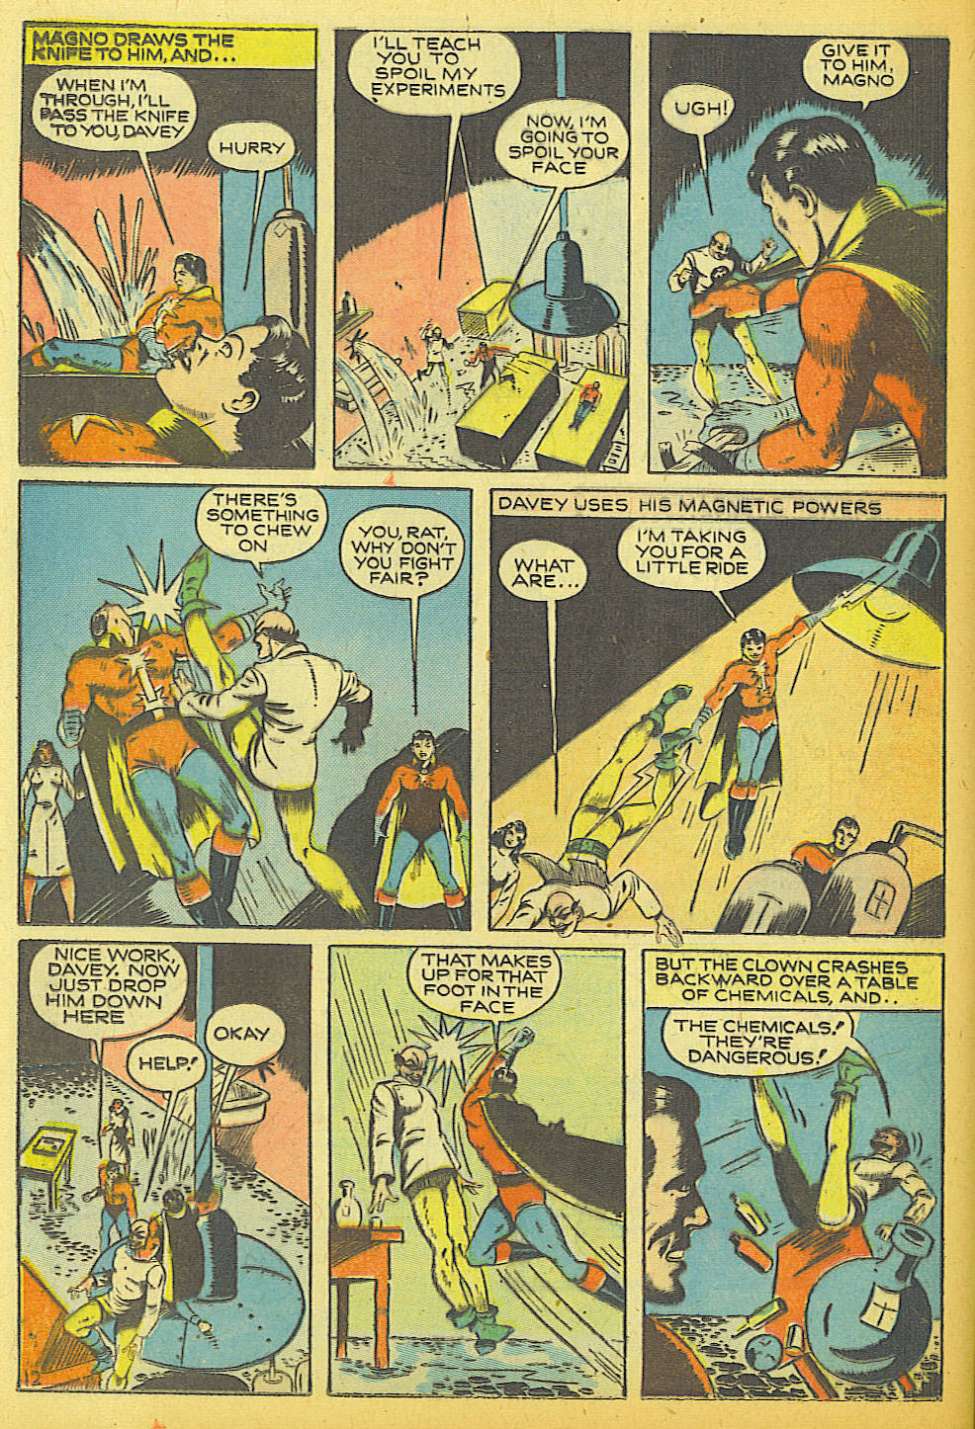 MAGNO DRAWS THE
KNIFE TO HIM, AND...
WHEN I'M
THROUGH, I'LL
PASS THE KNIFE
TO YOU, DAVEY
HURRY
I'LL TEACH
YOU TO
SPOIL MY
EXPERIMENTS
NOW, I'M
GOING TO
SPOIL YOUR
FACE
UGH!
GIVE IT
TO HIM,
MAGNO
THERE'S
SOMETHING
TO CHEW
ON
YOU, RAT,
WHY DON'T
YOU FIGHT
FAIR?
DAVEY USES HIS MAGNETIC POWERS
WHAT
ARE...
I'M TAKING
YOU FOR A
LITTLE RIDE
NICE WORK,
DAVEY. NOW
JUST DROP
HIM DOWN
HERE
HELP!
OKAY
12
THAT MAKES
UP FOR THAT
FOOT IN THE
FACE
BUT THE CLOWN CRASHES
BACKWARD OVER A TABLE
OF CHEMICALS, AND..
THE CHEMICALS!
THEY'RE
DANGEROUS!